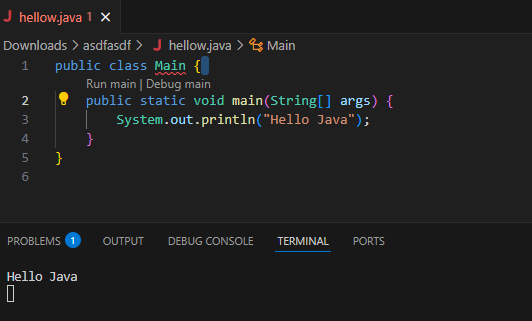 hellow.java 1
Downloads > asdfasdf > hellow.java > Main
1 public class Main {
Run main | Debug main
2 public static void main(String[] args) {
3 System.out.println("Hello Java");
4 }
5 }
6
PROBLEMS 1 OUTPUT DEBUG CONSOLE TERMINAL PORTS
Hello Java